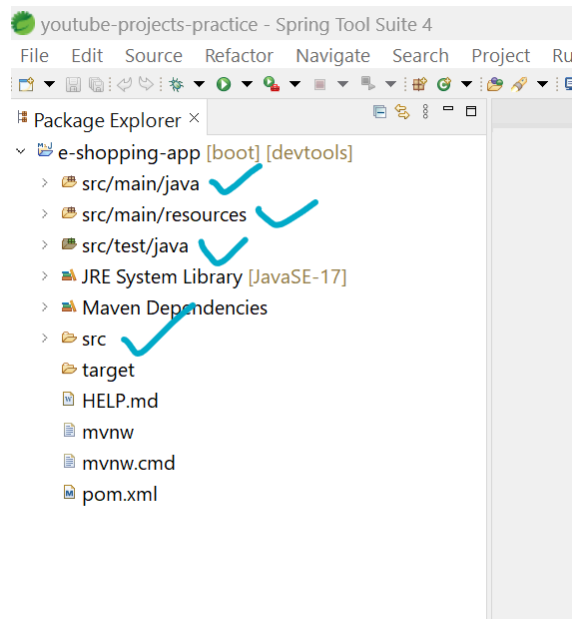 youtube-projects-practice - Spring Tool Suite 4
File Edit Source Refactor Navigate Search Project Ru
Package Explorer ×
e-shopping-app [boot] [devtools]
src/main/java
src/main/resources
src/test/java
JRE System Library [JavaSE-17]
Maven Dependencies
src
target
HELP.md
mvnw
mvnw.cmd
pom.xml